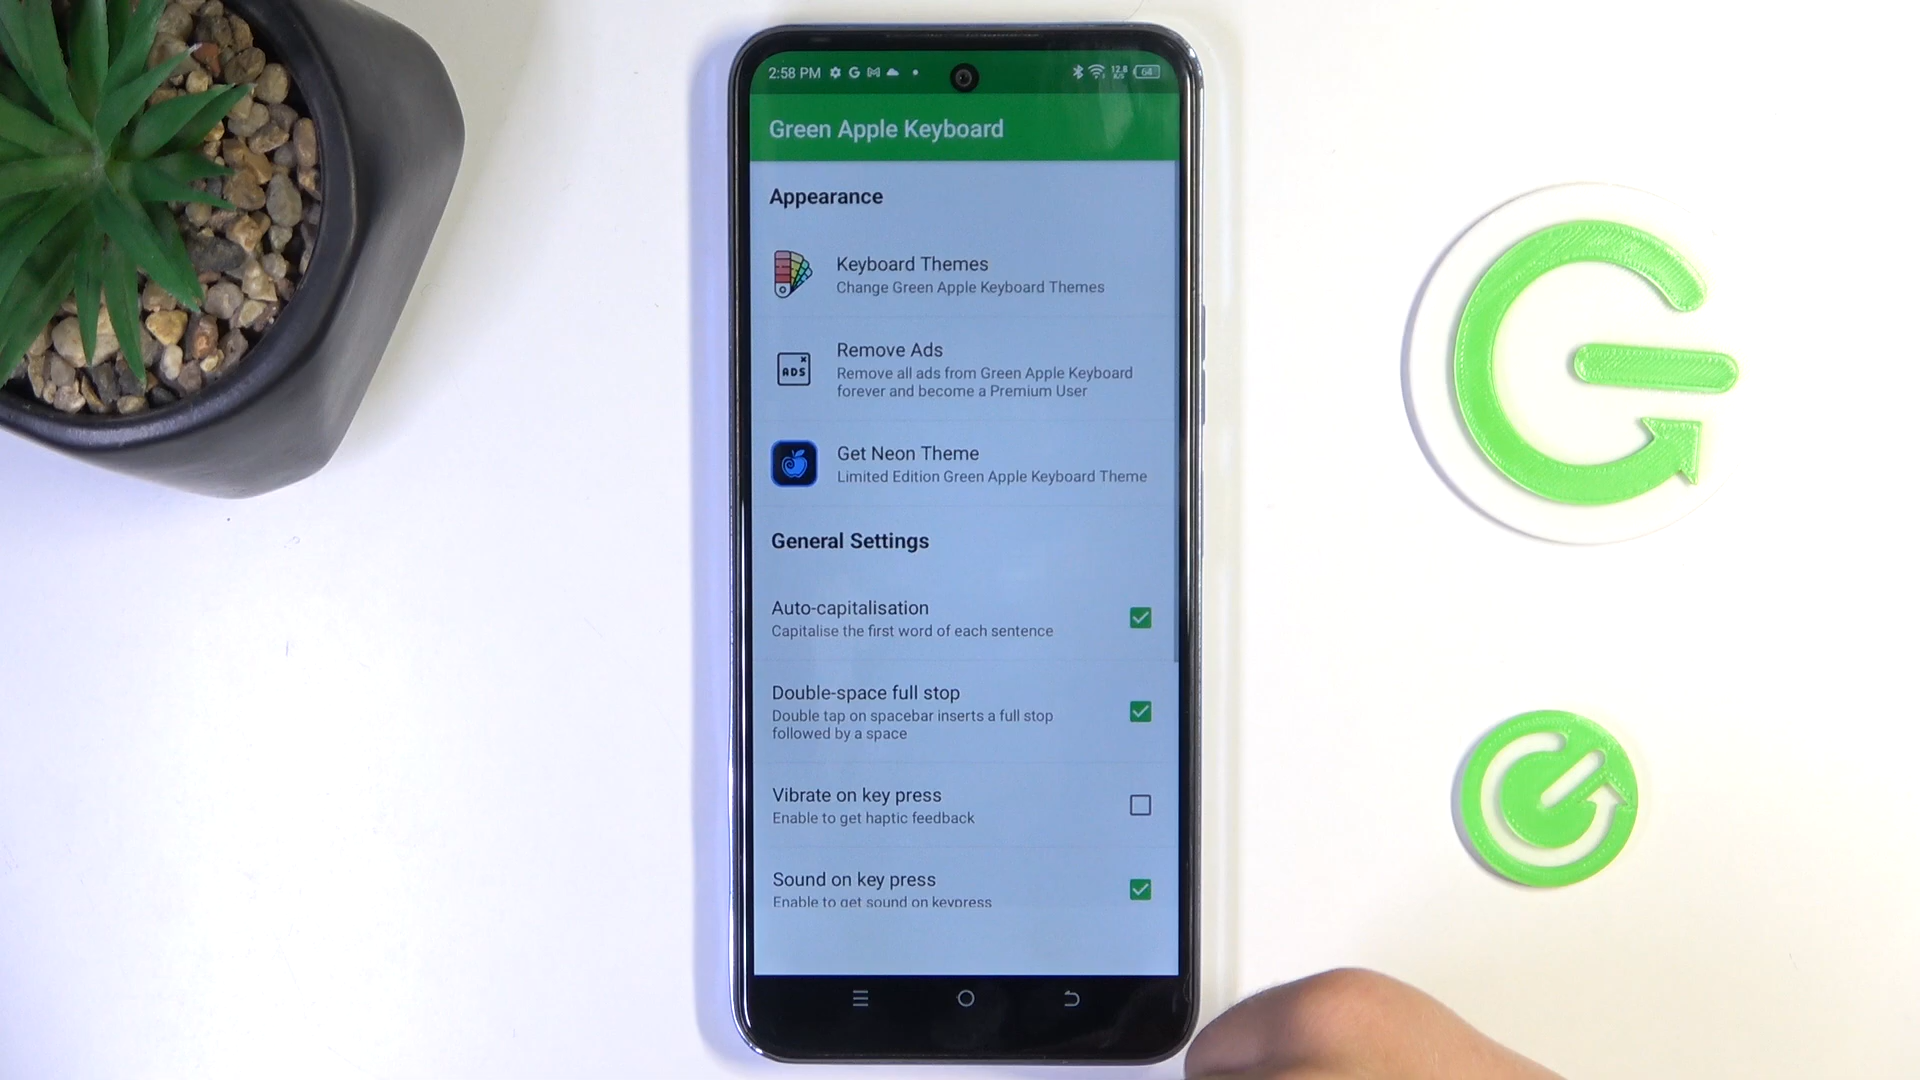 2:58 PM
12.8
K/S
64
Green Apple Keyboard
Appearance
Keyboard Themes
Change Green Apple Keyboard Themes
Remove Ads
ADS
Remove all ads from Green Apple Keyboard
forever and become a Premium User
Get Neon Theme
Limited Edition Green Apple Keyboard Theme
General Settings
Auto-capitalisation
Capitalise the first word of each sentence
Double-space full stop
Double tap on spacebar inserts a full stop
followed by a space
Vibrate on key press
Enable to get haptic feedback
Sound on key press
Enable to get sound on keypress